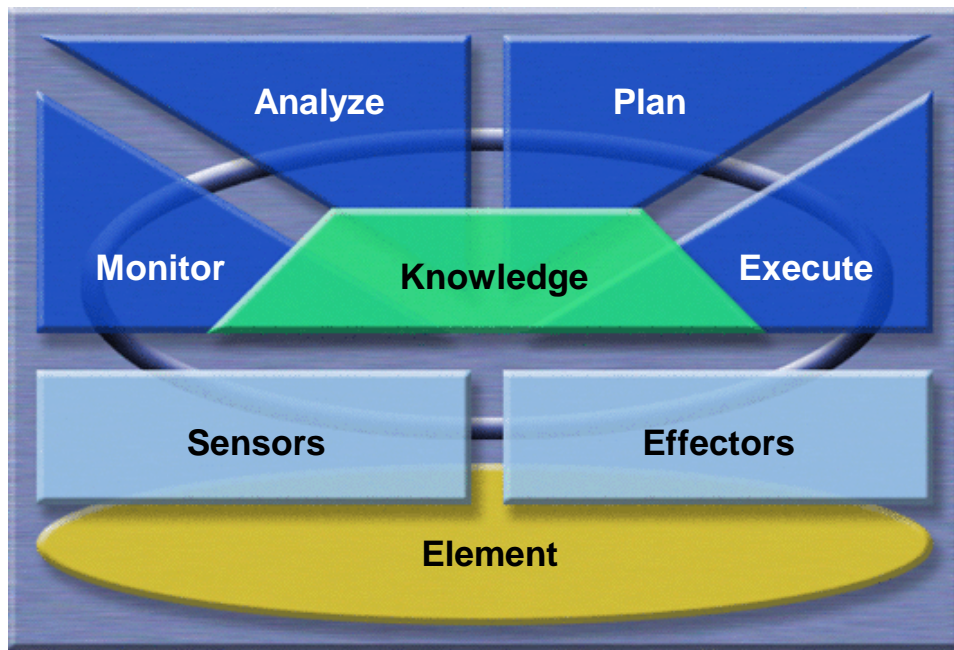 Analyze
Plan
Monitor
Knowledge
Execute
Sensors
Effectors
Element